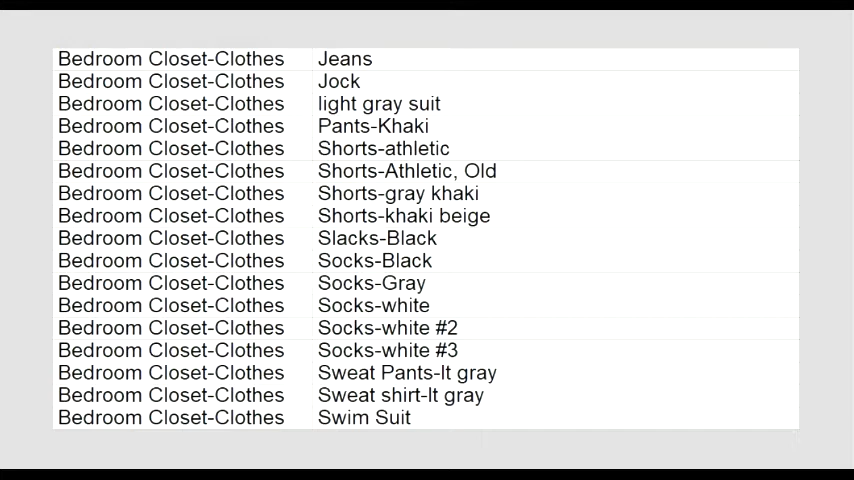 Bedroom Closet-Clothes Jeans
Bedroom Closet-Clothes Jock
Bedroom Closet-Clothes light gray suit
Bedroom Closet-Clothes Pants-Khaki
Bedroom Closet-Clothes Shorts-athletic
Bedroom Closet-Clothes Shorts-Athletic, Old
Bedroom Closet-Clothes Shorts-gray khaki
Bedroom Closet-Clothes Shorts-khaki beige
Bedroom Closet-Clothes Slacks-Black
Bedroom Closet-Clothes Socks-Black
Bedroom Closet-Clothes Socks-Gray
Bedroom Closet-Clothes Socks-white
Bedroom Closet-Clothes Socks-white #2
Bedroom Closet-Clothes Socks-white #3
Bedroom Closet-Clothes Sweat Pants-lt gray
Bedroom Closet-Clothes Sweat shirt-lt gray
Bedroom Closet-Clothes Swim Suit